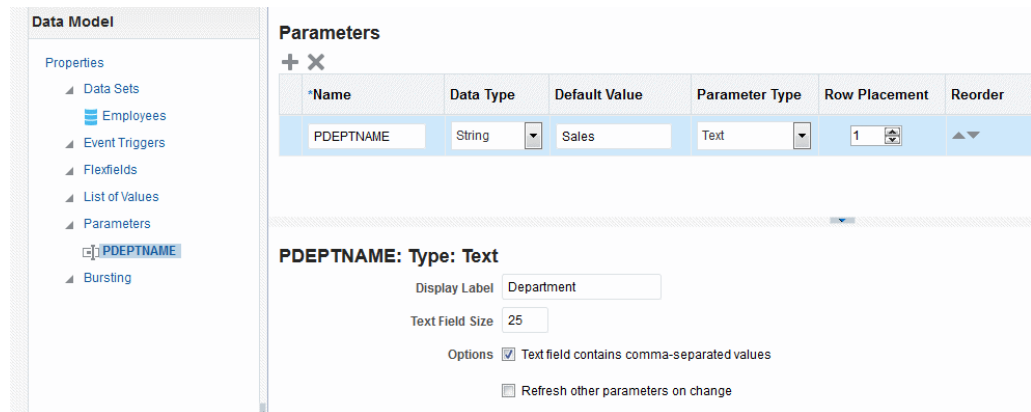 Data Model
Properties
Data Sets
Employees
Event Triggers
Flexfields
List of Values
Parameters
PDEPTNAME
Bursting
Parameters
*Name Data Type Default Value Parameter Type Row Placement Reorder
PDEPTNAME String Sales Text 1
PDEPTNAME: Type: Text
Display Label Department
Text Field Size 25
Options Text field contains comma-separated values
Refresh other parameters on change